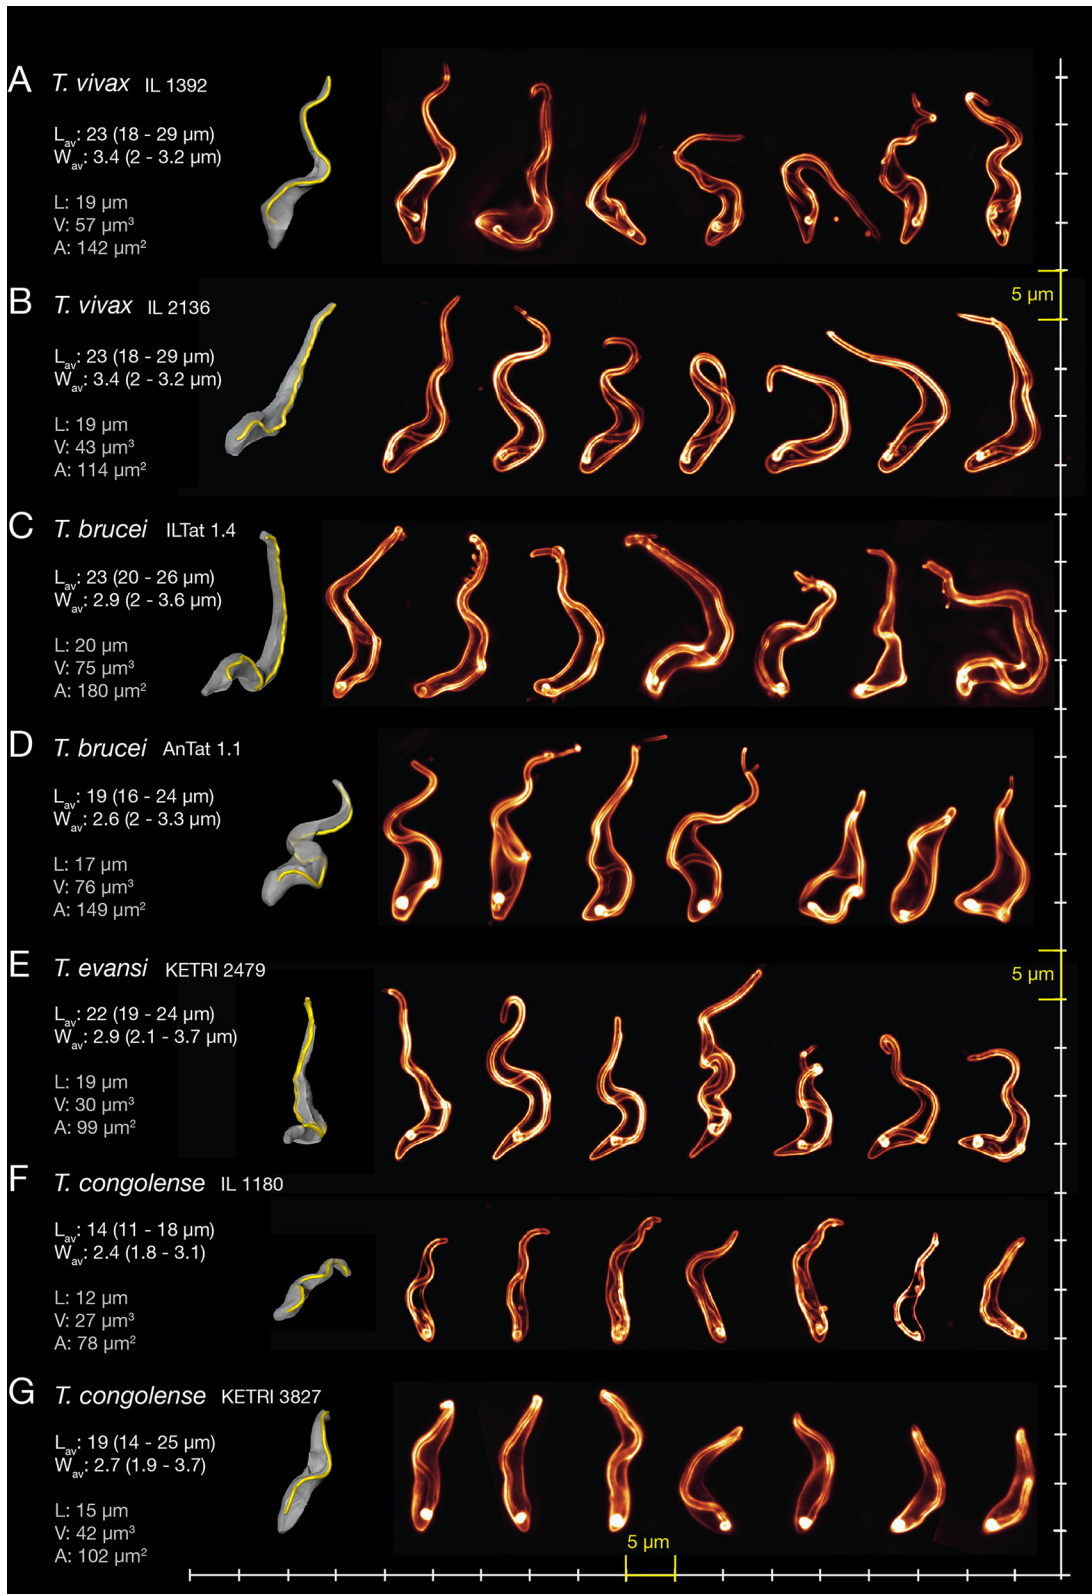 A T. vivax IL 1392
Lav: 23 (18 - 29 µm)
Wav: 3.4 (2 - 3.2 µm)
L: 19 µm
V: 57 µm³
A: 142 µm²
5 µm
B T. vivax IL 2136
Lav: 23 (18 - 29 µm)
Wav: 3.4 (2 - 3.2 µm)
L: 19 µm
V: 43 µm³
A: 114 µm²
C T. brucei ILTat 1.4
Lav: 23 (20 - 26 µm)
Wav: 2.9 (2 - 3.6 µm)
L: 20 µm
V: 75 µm³
A: 180 µm²
D T. brucei AnTat 1.1
Lav: 19 (16 - 24 µm)
Wav: 2.6 (2 - 3.3 µm)
L: 17 µm
V: 76 µm³
A: 149 µm²
E T. evansi KETRI 2479
5 µm
Lav: 22 (19 - 24 µm)
Wav: 2.9 (2.1 - 3.7 µm)
L: 19 µm
V: 30 µm³
A: 99 µm²
F T. congolense IL 1180
Lav: 14 (11 - 18 µm)
Wav: 2.4 (1.8 - 3.1)
L: 12 µm
V: 27 µm³
A: 78 µm²
G T. congolense KETRI 3827
Lav: 19 (14 - 25 µm)
Wav: 2.7 (1.9 - 3.7)
L: 15 µm
V: 42 µm³
A: 102 µm²
5 µm